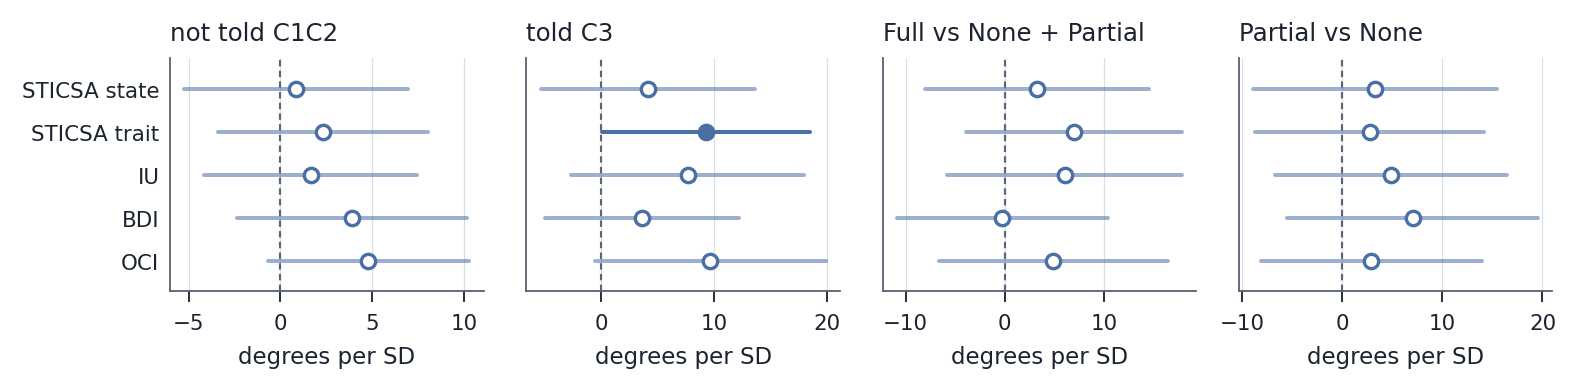 not told C1C2
told C3
Full vs None + Partial
Partial vs None
STICSA state
STICSA trait
IU
BDI
OCI
−5 0 5 10
0 10 20
−10 0 10
−10 0 10 20
degrees per SD
degrees per SD
degrees per SD
degrees per SD